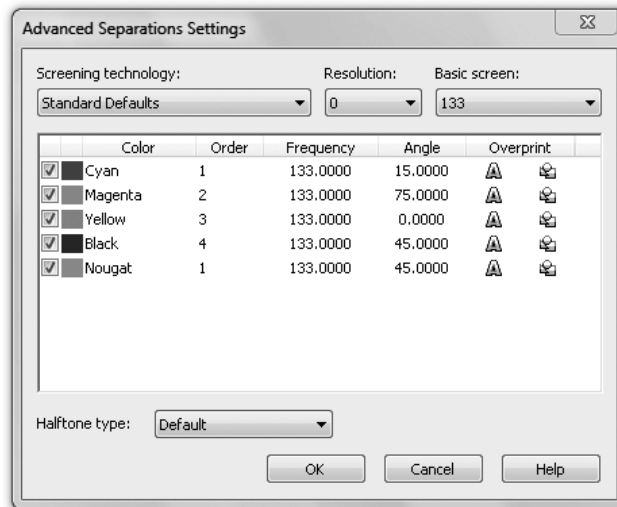 Advanced Separations Settings
Screening technology: Resolution: Basic screen:
Standard Defaults 0 133
Color Order Frequency Angle Overprint
Cyan 1 133.0000 15.0000
Magenta 2 133.0000 75.0000
Yellow 3 133.0000 0.0000
Black 4 133.0000 45.0000
Nougat 1 133.0000 45.0000
Halftone type: Default
OK Cancel Help